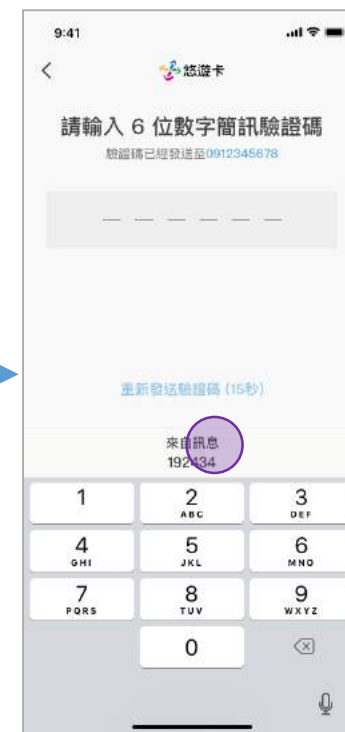 9:41
悠遊卡
請輸入 6 位數字簡訊驗證碼
驗證碼已經發送至0912345678
重新發送驗證碼 (15秒)
來自訊息
192434
1 2 3
ABC DEF
4 5 6
GHI JKL MNO
7 8 9
PQRS TUV WXYZ
0